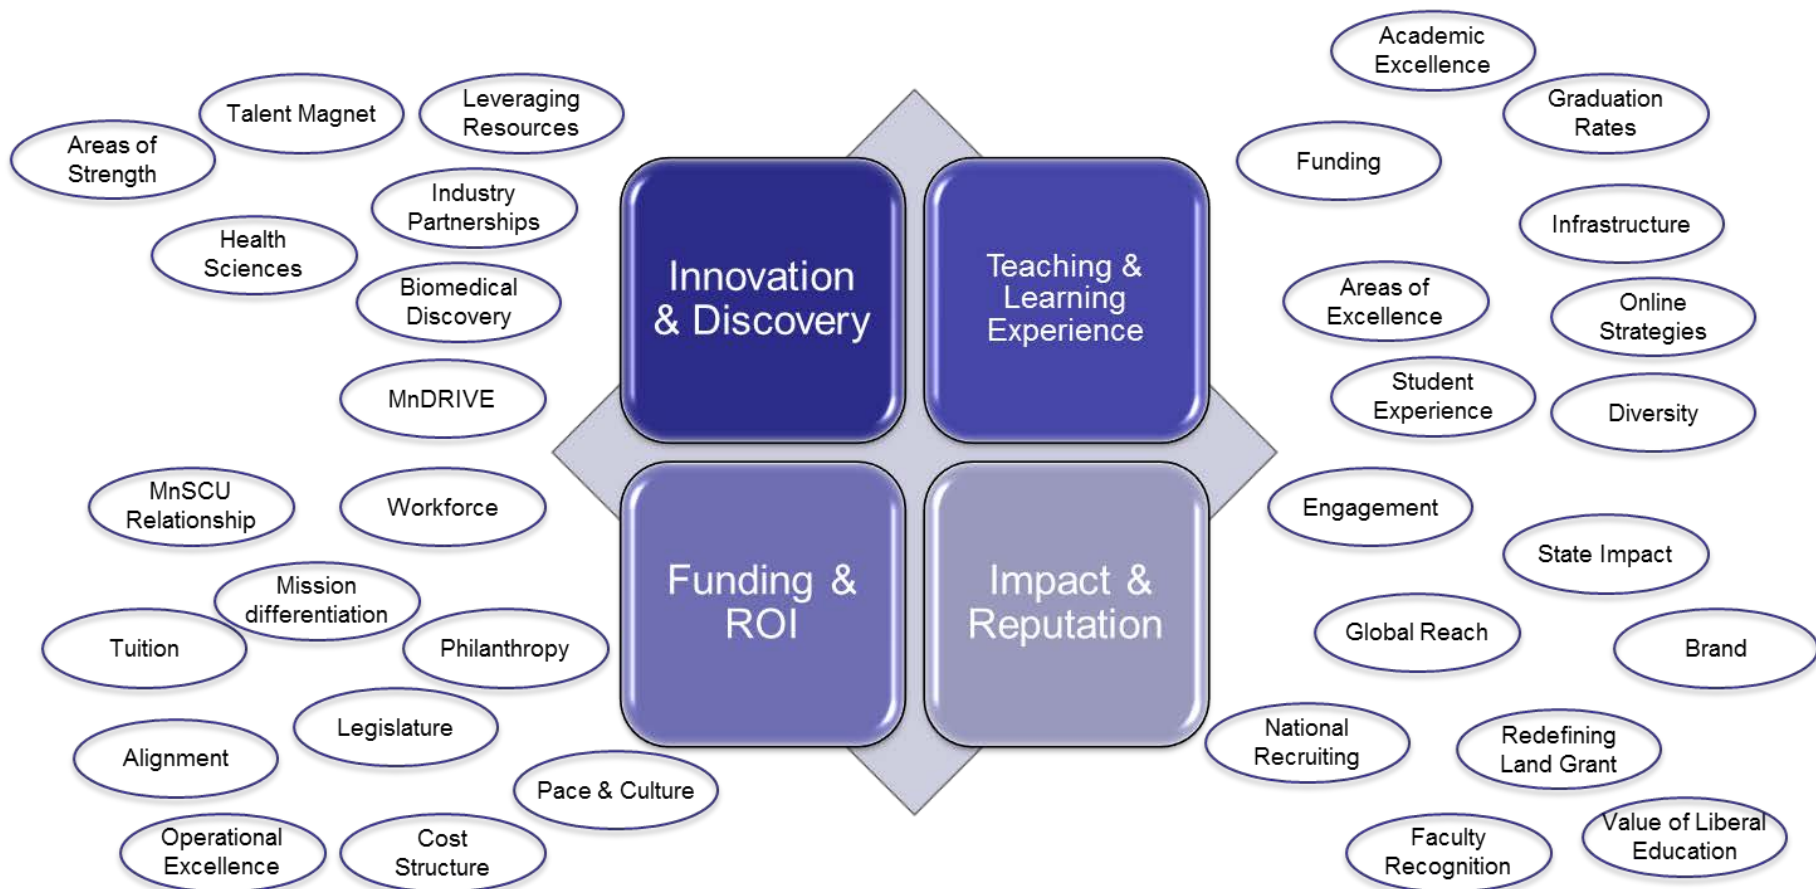 Talent Magnet
Leveraging
Resources
Areas of
Strength
Industry
Partnerships
Health
Sciences
Biomedical
Discovery
MnDRIVE
Innovation
& Discovery
Teaching &
Learning
Experience
Academic
Excellence
Graduation
Rates
Funding
Infrastructure
Areas of
Excellence
Online
Strategies
Student
Experience
Diversity
MnSCU
Relationship
Workforce
Mission
differentiation
Tuition
Philanthropy
Legislature
Alignment
Pace & Culture
Operational
Excellence
Cost
Structure
Funding &
ROI
Impact &
Reputation
Engagement
State Impact
Global Reach
Brand
National
Recruiting
Redefining
Land Grant
Faculty
Recognition
Value of Liberal
Education